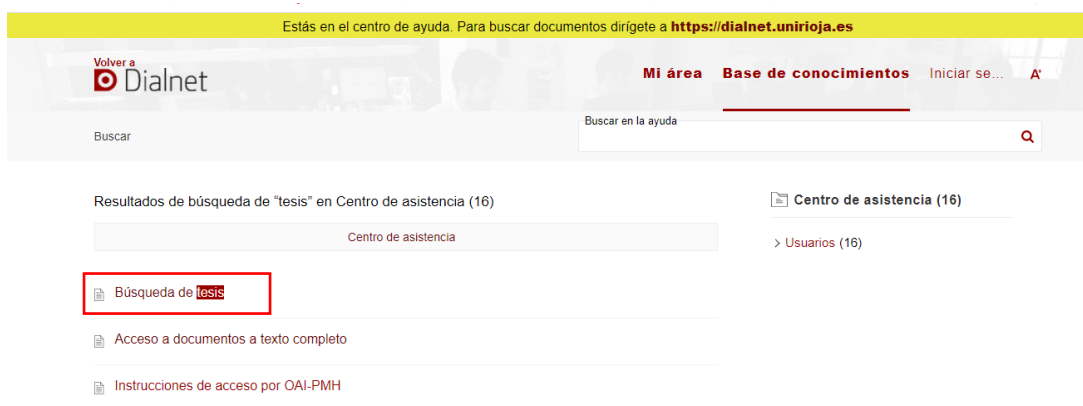 Estás en el centro de ayuda. Para buscar documentos dirígete a https://dialnet.unirioja.es
Volver a
Dialnet
Mi área Base de conocimientos Iniciar se... A+
Buscar
Buscar en la ayuda
Resultados de búsqueda de "tesis" en Centro de asistencia (16)
Centro de asistencia
Centro de asistencia (16)
> Usuarios (16)
Búsqueda de tesis
Acceso a documentos a texto completo
Instrucciones de acceso por OAI-PMH